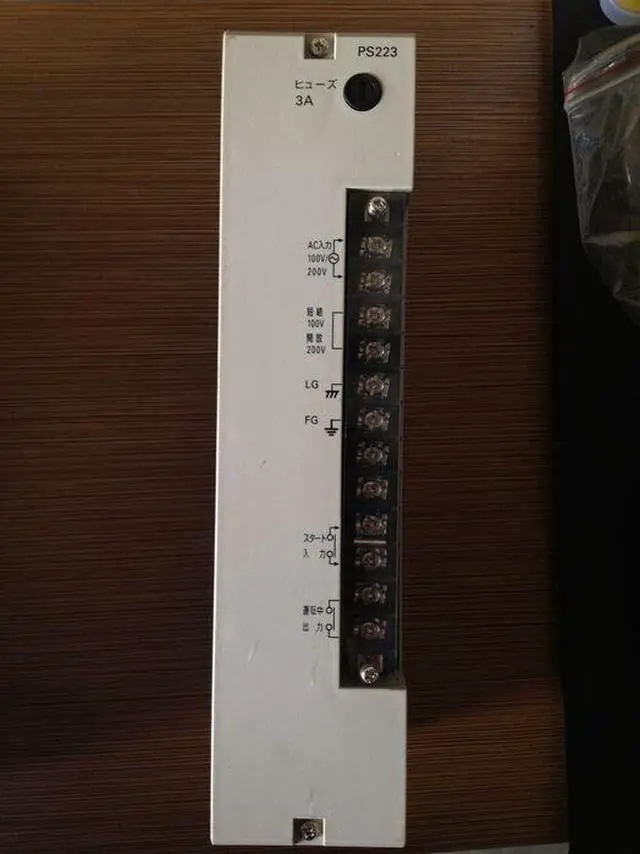 PS223
ヒューズ
3A
AC入力
100V/
200V
短絡
100V
開放
200V
LG
FG
スタート
入力
運転中
出力